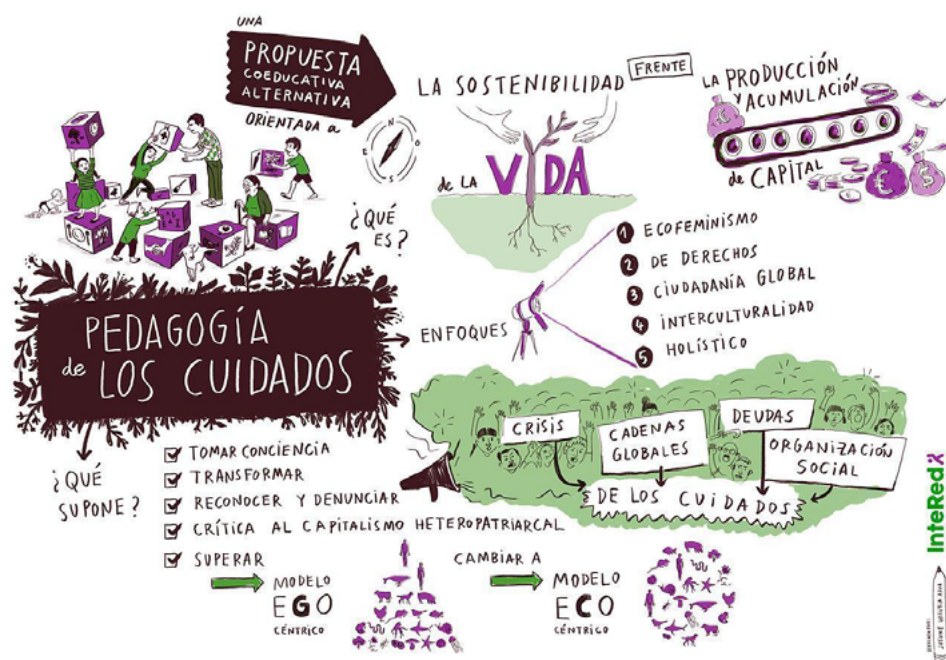 UNA
PROPUESTA
COEDUCATIVA
ALTERNATIVA
ORIENTADA a
LA SOSTENIBILIDAD
de LA VIDA
FRENTE
LA PRODUCCIÓN
y ACUMULACIÓN
de CAPITAL
¿QUÉ
ES?
PEDAGOGÍA
de LOS CUIDADOS
ENFOQUES
1 ECOFEMINISMO
2 DE DERECHOS
3 CIUDADANÍA GLOBAL
4 INTERCULTURALIDAD
5 HOLÍSTICO
CRISIS
CADENAS
GLOBALES
DEUDAS
ORGANIZACIÓN
SOCIAL
DE LOS CUIDADOS
¿QUÉ
SUPONE?
TOMAR CONCIENCIA
TRANSFORMAR
RECONOCER Y DENUNCIAR
CRÍTICA AL CAPITALISMO HETEROPATRIARCAL
SUPERAR
MODELO
EGO
CÉNTRICO
CAMBIAR A
MODELO
ECO
CÉNTRICO
InteRed